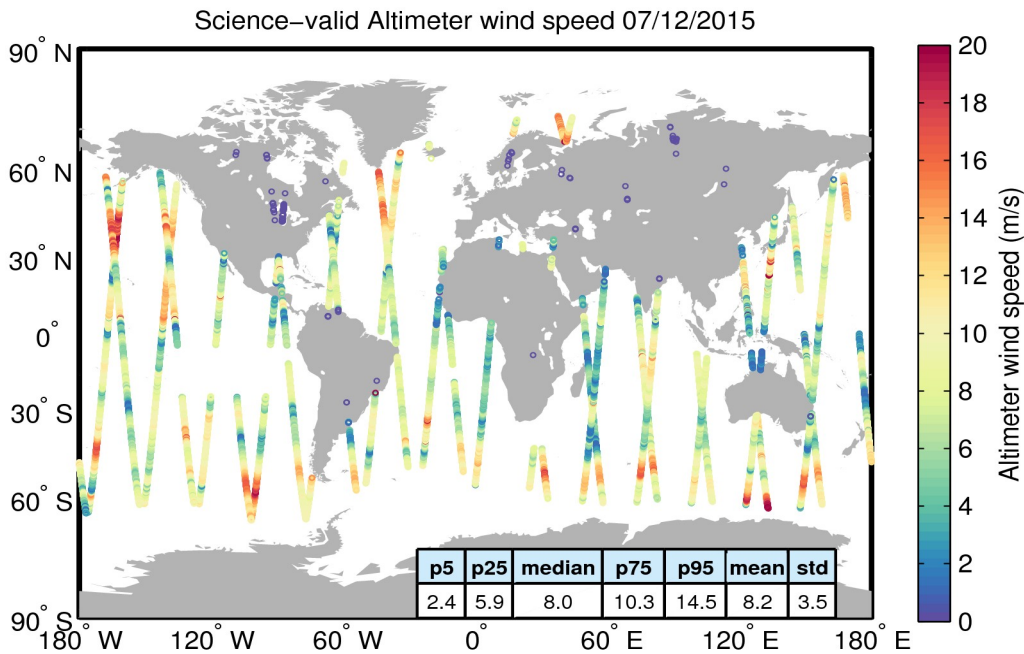 Science−valid Altimeter wind speed 07/12/2015
90° N
60° N
30° N
0°
30° S
60° S
90° S
180° W
120° W
60° W
0°
60° E
120° E
180° E
20
18
16
14
12
10
8
6
4
2
0
Altimeter wind speed (m/s)
p5 p25 median p75 p95 mean std
2.4 5.9 8.0 10.3 14.5 8.2 3.5